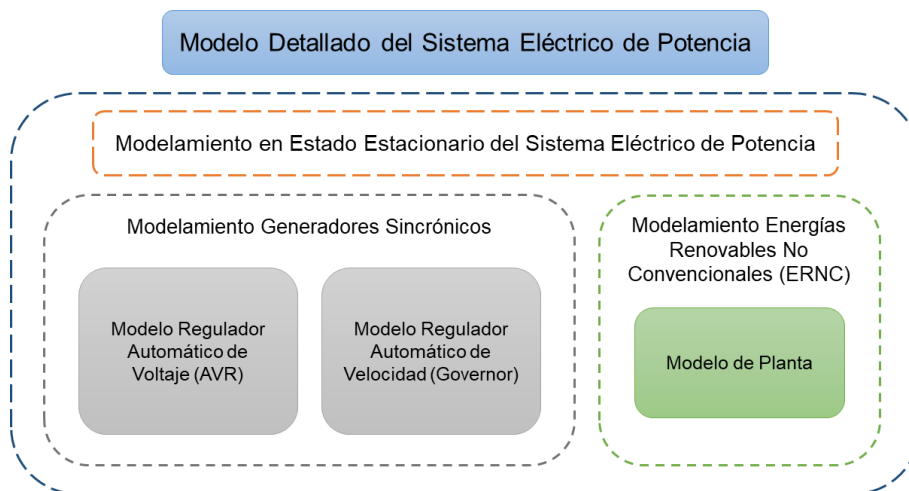 Modelo Detallado del Sistema Eléctrico de Potencia
Modelamiento en Estado Estacionario del Sistema Eléctrico de Potencia
Modelamiento Generadores Sincrónicos
Modelo Regulador
Automático de
Voltaje (AVR)
Modelo Regulador
Automático de
Velocidad (Governor)
Modelamiento Energías
Renovables No
Convencionales (ERNC)
Modelo de Planta